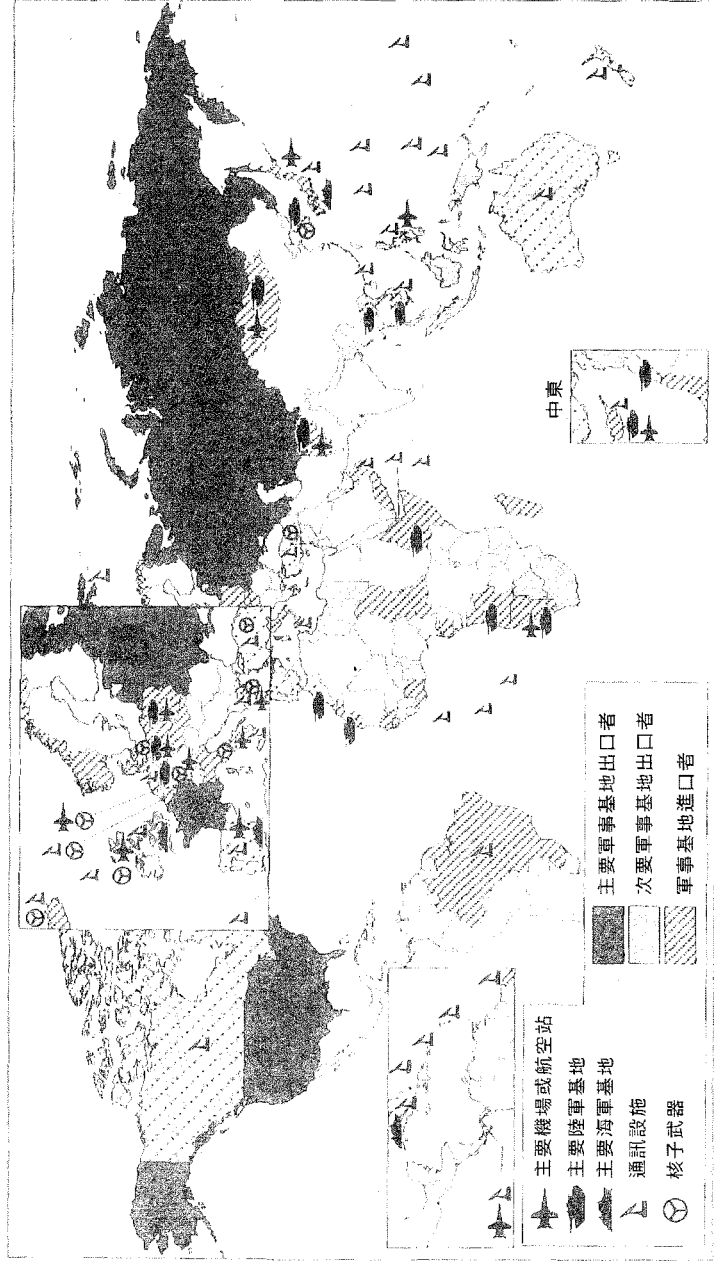 中東
主要機場或航空站
主要陸軍基地
主要海軍基地
通訊設施
核子武器
主要軍事基地出口者
次要軍事基地出口者
軍事基地進口者